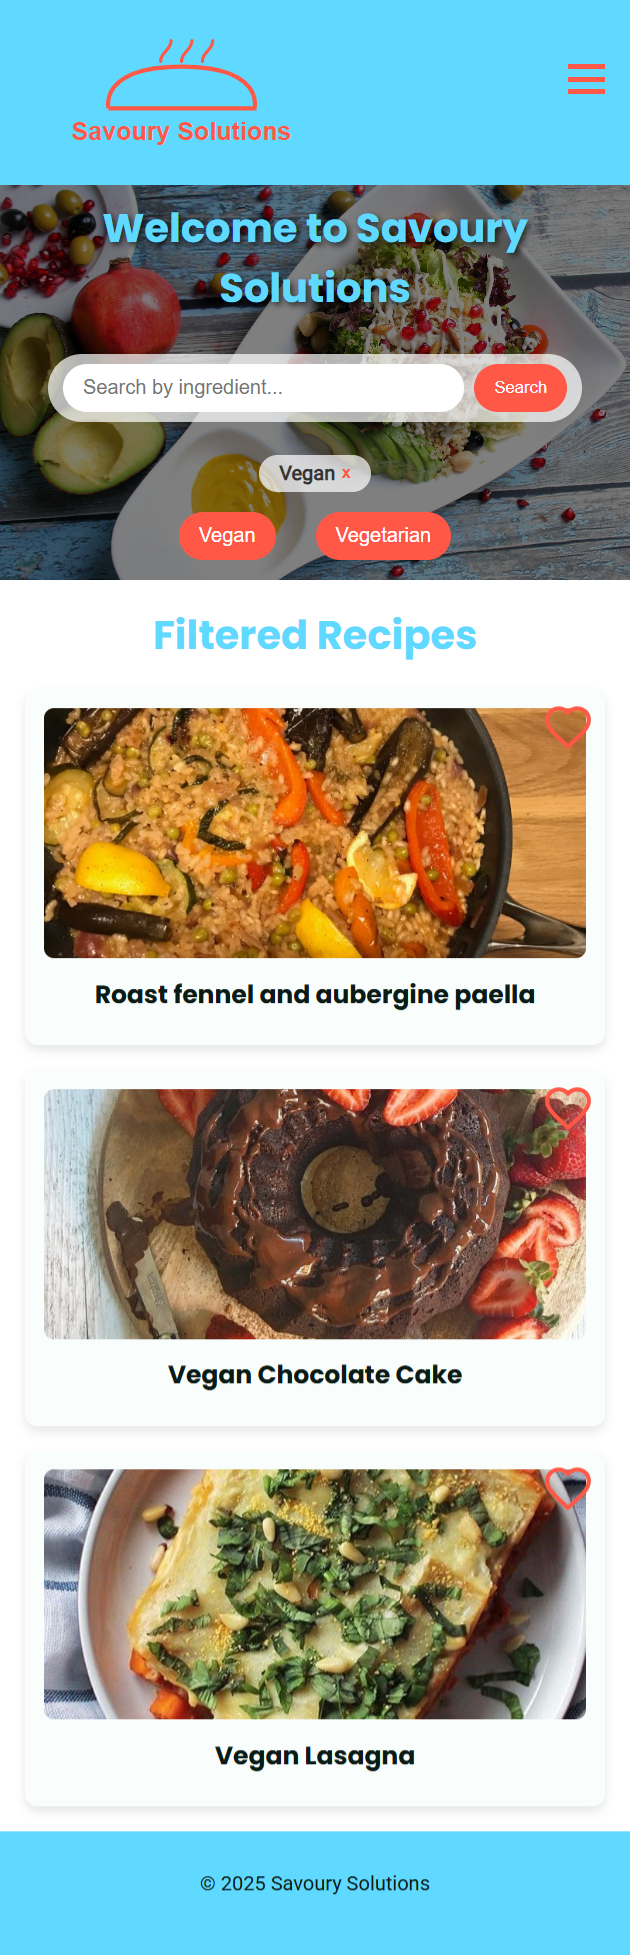 Savoury Solutions
Welcome to Savoury
Solutions
Search by ingredient...
Search
Vegan x
Vegan
Vegetarian
Filtered Recipes
Roast fennel and aubergine paella
Vegan Chocolate Cake
Vegan Lasagna
© 2025 Savoury Solutions